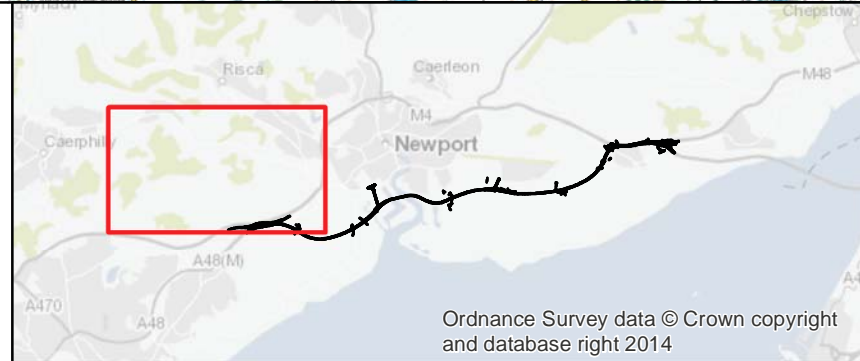 Chepstow
Risca
Caerleon
M48
M4
Caerphilly
Newport
A48(M)
A470
A48
Ordnance Survey data © Crown copyright
and database right 2014